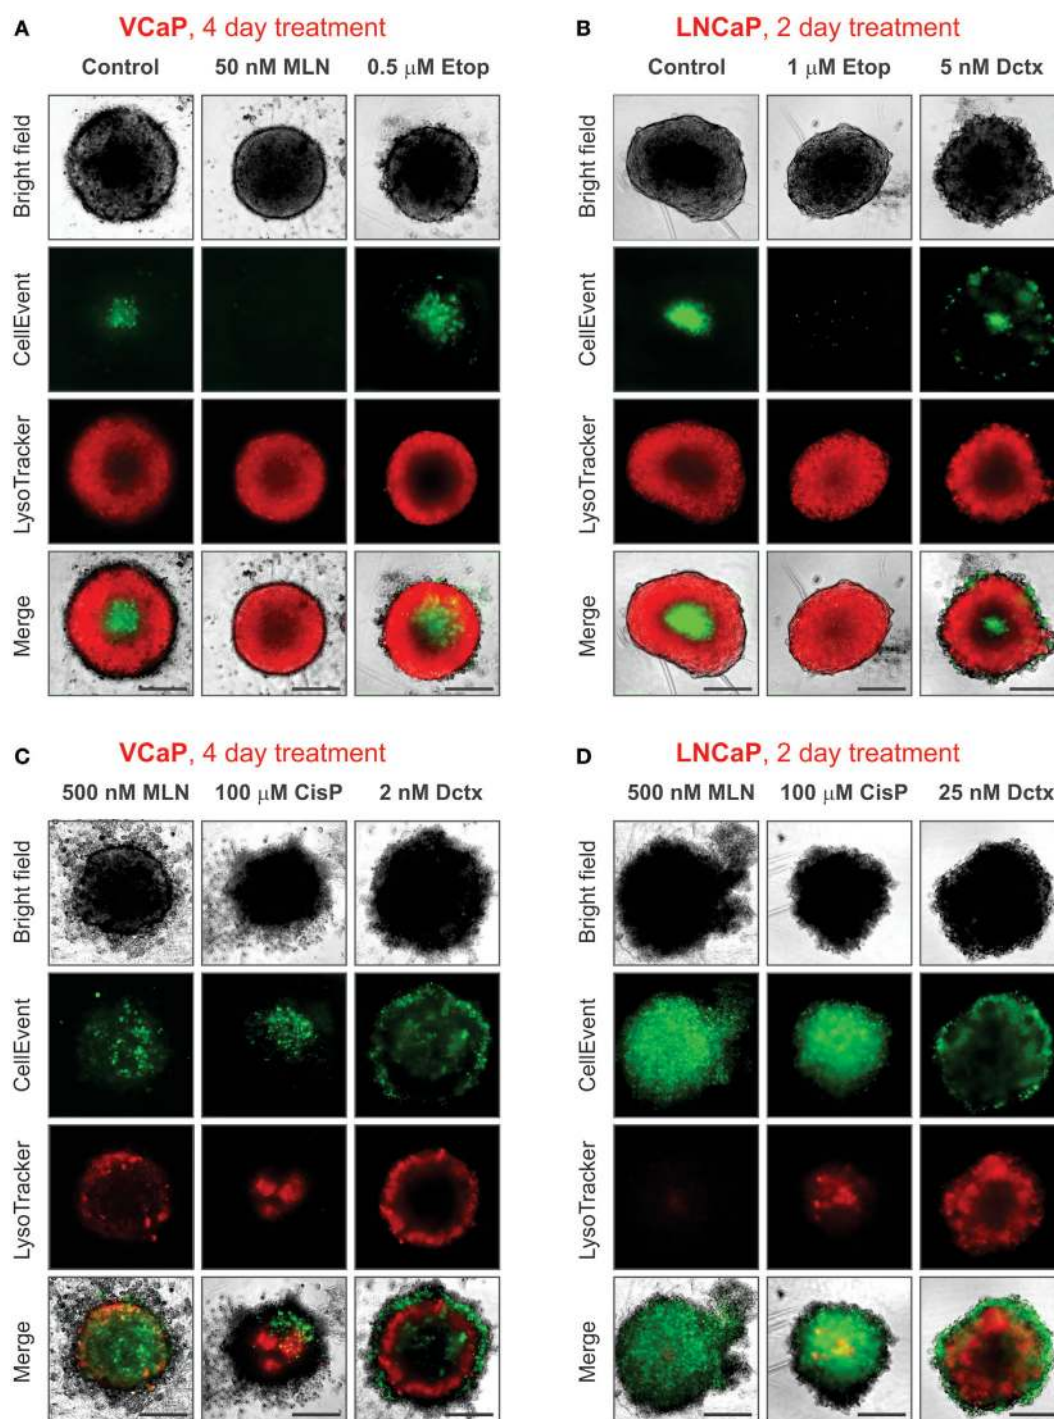 A VCaP, 4 day treatment
Control 50 nM MLN 0.5 μM Etop
Bright field
CellEvent
LysoTracker
Merge
B LNCaP, 2 day treatment
Control 1 μM Etop 5 nM Dctx
Bright field
CellEvent
LysoTracker
Merge
C VCaP, 4 day treatment
500 nM MLN 100 μM CisP 2 nM Dctx
Bright field
CellEvent
LysoTracker
Merge
D LNCaP, 2 day treatment
500 nM MLN 100 μM CisP 25 nM Dctx
Bright field
CellEvent
LysoTracker
Merge